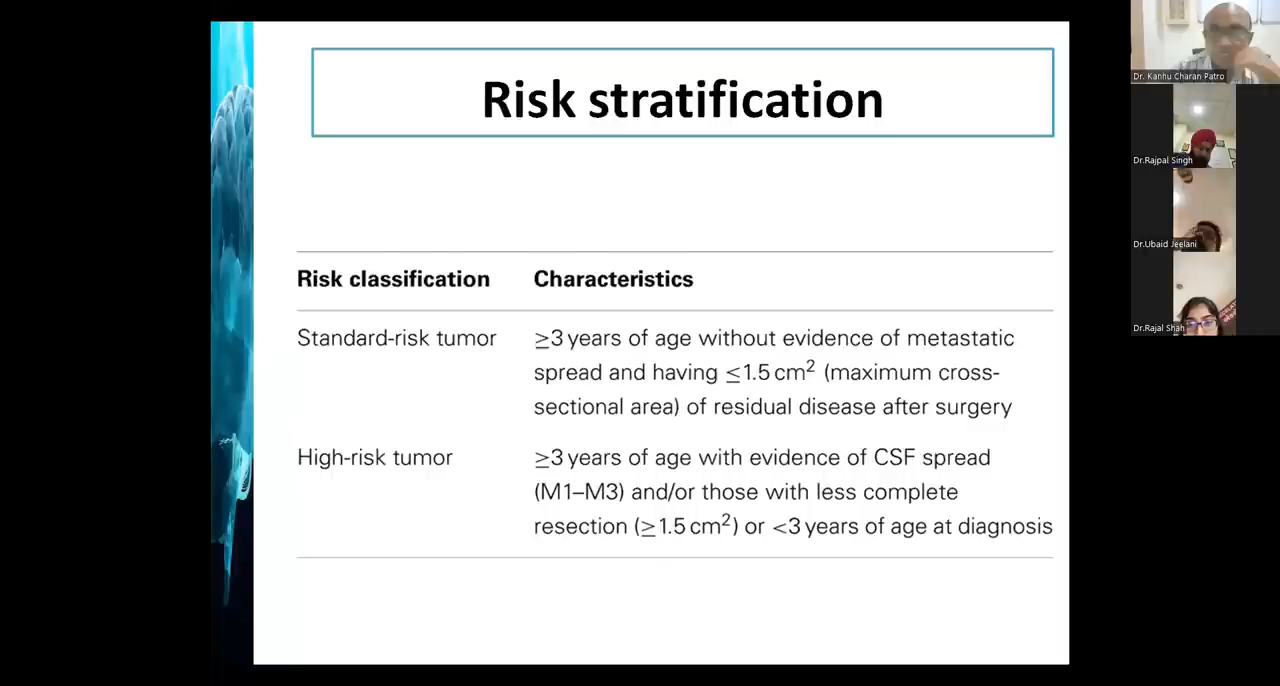 Risk stratification
Risk classification Characteristics
Standard-risk tumor ≥3 years of age without evidence of metastatic
spread and having ≤1.5 cm² (maximum cross-
sectional area) of residual disease after surgery
High-risk tumor ≥3 years of age with evidence of CSF spread
(M1–M3) and/or those with less complete
resection (≥1.5 cm²) or <3 years of age at diagnosis
Dr. Kanhu Charan Patro
Dr.Rajpal Singh
Dr.Ubaid Jeelani
Dr.Rajal Shah